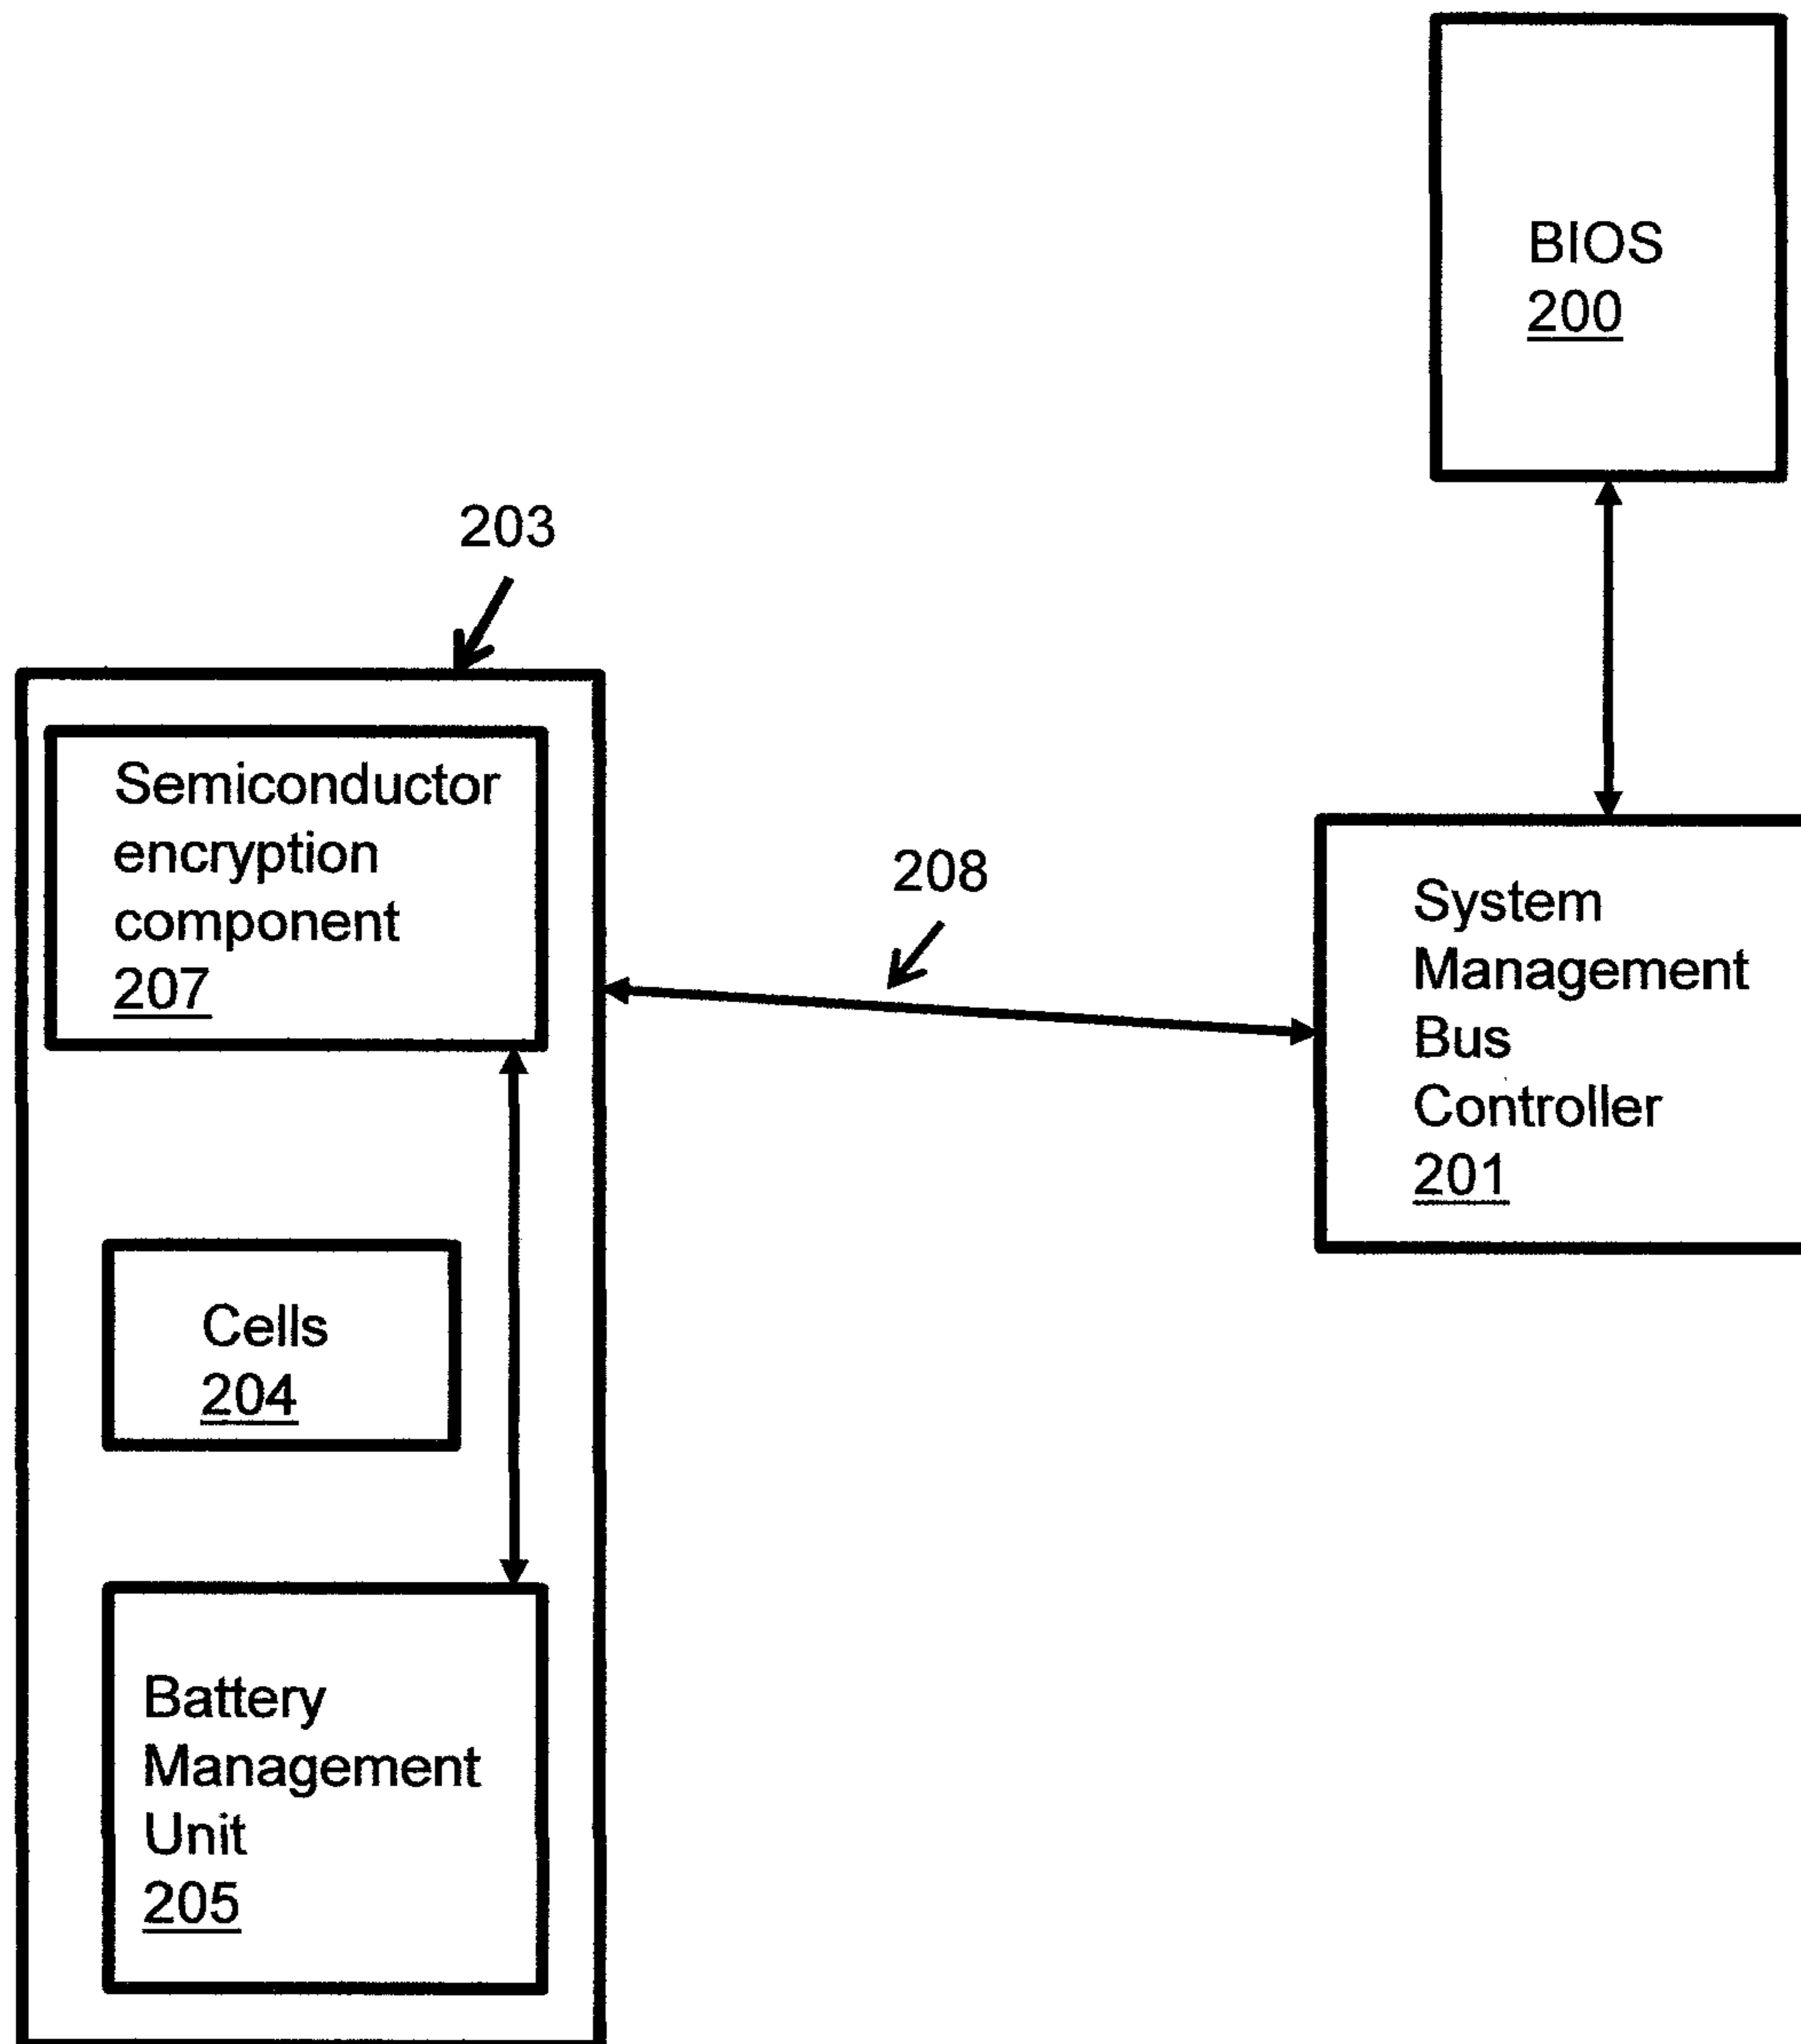 BIOS
200
203
Semiconductor
encryption
component
207
208
System
Management
Bus
Controller
201
Cells
204
Battery
Management
Unit
205